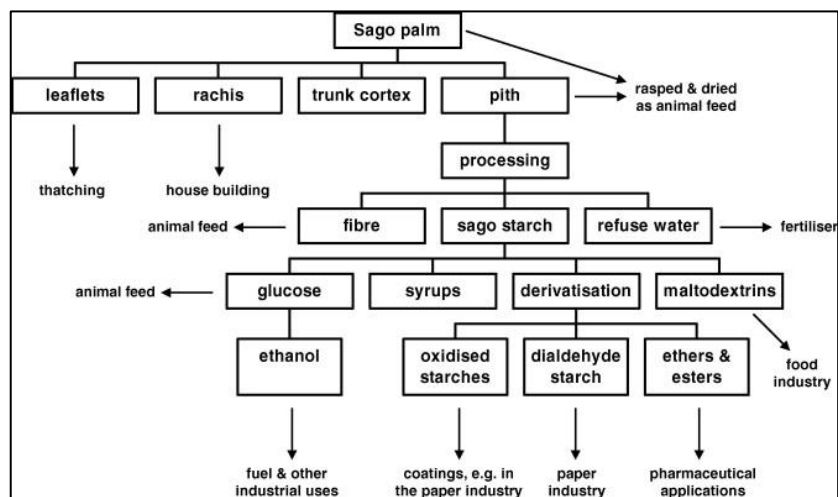 Sago palm
leaflets
rachis
trunk cortex
pith
rasped & dried
as animal feed
thatching
house building
processing
animal feed
fibre
sago starch
refuse water
fertiliser
animal feed
glucose
syrups
derivatisation
maltodextrins
ethanol
oxidised
starches
dialdehyde
starch
ethers &
esters
food
industry
fuel & other
industrial uses
coatings, e.g. in
the paper industry
paper
industry
pharmaceutical
applications